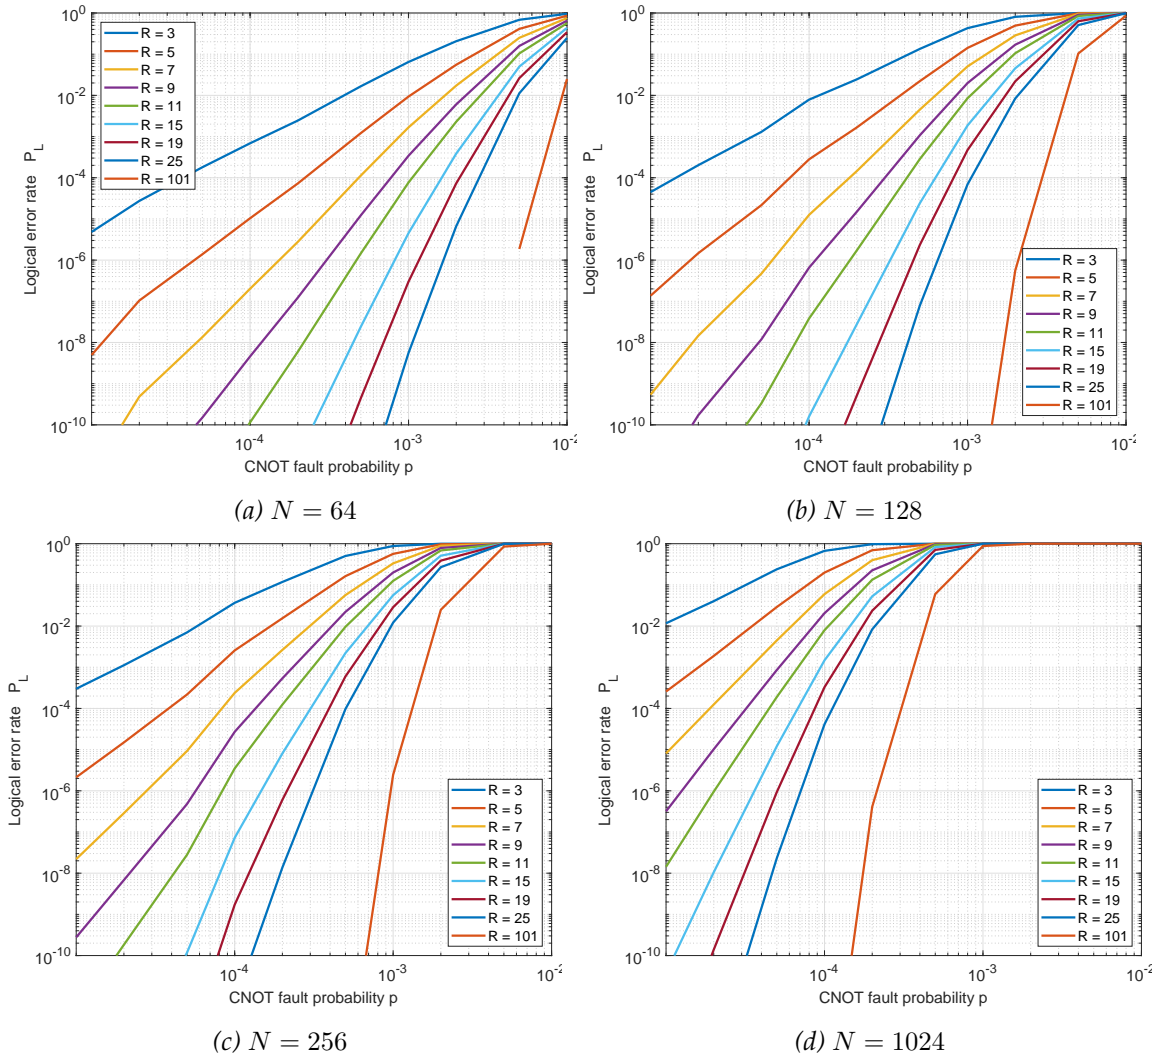 10^0
10^-2
10^-4
10^-6
10^-8
10^-10
Logical error rate P_L
R = 3
R = 5
R = 7
R = 9
R = 11
R = 15
R = 19
R = 25
R = 101
10^-4
10^-3
10^-2
CNOT fault probability p
(a) N = 64
10^0
10^-2
10^-4
10^-6
10^-8
10^-10
Logical error rate P_L
R = 3
R = 5
R = 7
R = 9
R = 11
R = 15
R = 19
R = 25
R = 101
10^-4
10^-3
10^-2
CNOT fault probability p
(b) N = 128
10^0
10^-2
10^-4
10^-6
10^-8
10^-10
Logical error rate P_L
R = 3
R = 5
R = 7
R = 9
R = 11
R = 15
R = 19
R = 25
R = 101
10^-4
10^-3
10^-2
CNOT fault probability p
(c) N = 256
10^0
10^-2
10^-4
10^-6
10^-8
10^-10
Logical error rate P_L
R = 3
R = 5
R = 7
R = 9
R = 11
R = 15
R = 19
R = 25
R = 101
10^-4
10^-3
10^-2
CNOT fault probability p
(d) N = 1024